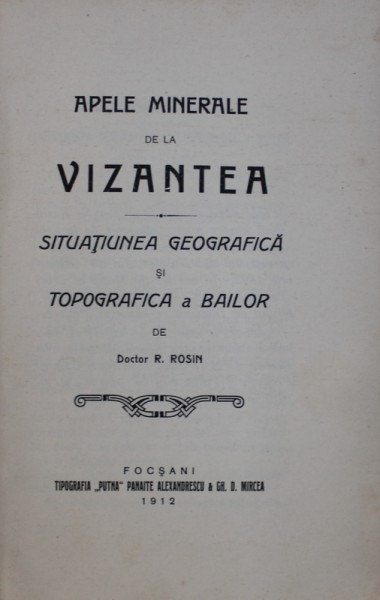 APELE MINERALE
DE LA
VIZANTEA
SITUAŢIUNEA GEOGRAFICĂ
ŞI
TOPOGRAFICA a BAILOR
DE
Doctor R. ROSIN
FOCŞANI
TIPOGRAFIA „PUTNA" PANAITE ALEXANDRESCU & GH. D. MIRCEA
1912